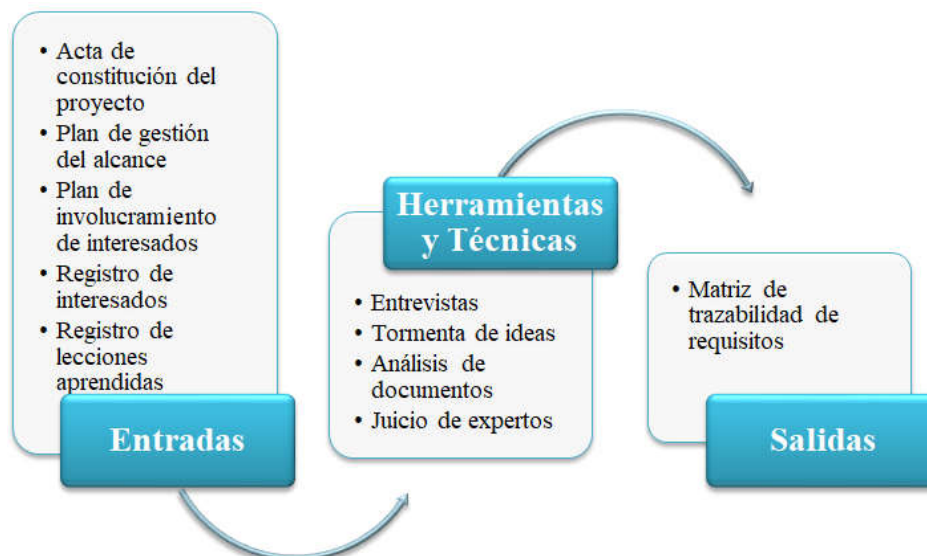 • Acta de
constitución del
proyecto
• Plan de gestión
del alcance
• Plan de
involucramiento
de interesados
• Registro de
interesados
• Registro de
lecciones
aprendidas
Entradas
Herramientas
y Técnicas
• Entrevistas
• Tormenta de ideas
• Análisis de
documentos
• Juicio de expertos
• Matriz de
trazabilidad de
requisitos
Salidas